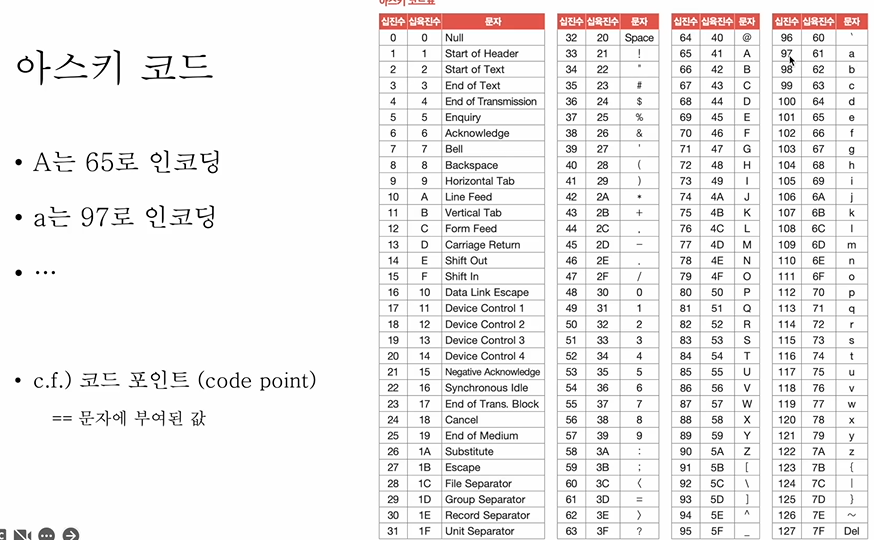 아스키 코드
• A는 65로 인코딩
• a는 97로 인코딩
• …
• c.f.) 코드 포인트 (code point)
== 문자에 부여된 값
아스키 코드표
십진수 십육진수 문자 십진수 십육진수 문자 십진수 십육진수 문자 십진수 십육진수 문자
0 0 Null 32 20 Space 64 40 @ 96 60 `
1 1 Start of Header 33 21 ! 65 41 A 97 61 a
2 2 Start of Text 34 22 " 66 42 B 98 62 b
3 3 End of Text 35 23 # 67 43 C 99 63 c
4 4 End of Transmission 36 24 $ 68 44 D 100 64 d
5 5 Enquiry 37 25 % 69 45 E 101 65 e
6 6 Acknowledge 38 26 & 70 46 F 102 66 f
7 7 Bell 39 27 ' 71 47 G 103 67 g
8 8 Backspace 40 28 ( 72 48 H 104 68 h
9 9 Horizontal Tab 41 29 ) 73 49 I 105 69 i
10 A Line Feed 42 2A * 74 4A J 106 6A j
11 B Vertical Tab 43 2B + 75 4B K 107 6B k
12 C Form Feed 44 2C . 76 4C L 108 6C l
13 D Carriage Return 45 2D − 77 4D M 109 6D m
14 E Shift Out 46 2E . 78 4E N 110 6E n
15 F Shift In 47 2F / 79 4F O 111 6F o
16 10 Data Link Escape 48 30 0 80 50 P 112 70 p
17 11 Device Control 1 49 31 1 81 51 Q 113 71 q
18 12 Device Control 2 50 32 2 82 52 R 114 72 r
19 13 Device Control 3 51 33 3 83 53 S 115 73 s
20 14 Device Control 4 52 34 4 84 54 T 116 74 t
21 15 Negative Acknowledge 53 35 5 85 55 U 117 75 u
22 16 Synchronous Idle 54 36 6 86 56 V 118 76 v
23 17 End of Trans. Block 55 37 7 87 57 W 119 77 w
24 18 Cancel 56 38 8 88 58 X 120 78 x
25 19 End of Medium 57 39 9 89 59 Y 121 79 y
26 1A Substitute 58 3A : 90 5A Z 122 7A z
27 1B Escape 59 3B ; 91 5B [ 123 7B {
28 1C File Separator 60 3C 〈 92 5C \ 124 7C |
29 1D Group Separator 61 3D = 93 5D ] 125 7D }
30 1E Record Separator 62 3E 〉 94 5E ^ 126 7E ～
31 1F Unit Separator 63 3F ? 95 5F _ 127 7F Del